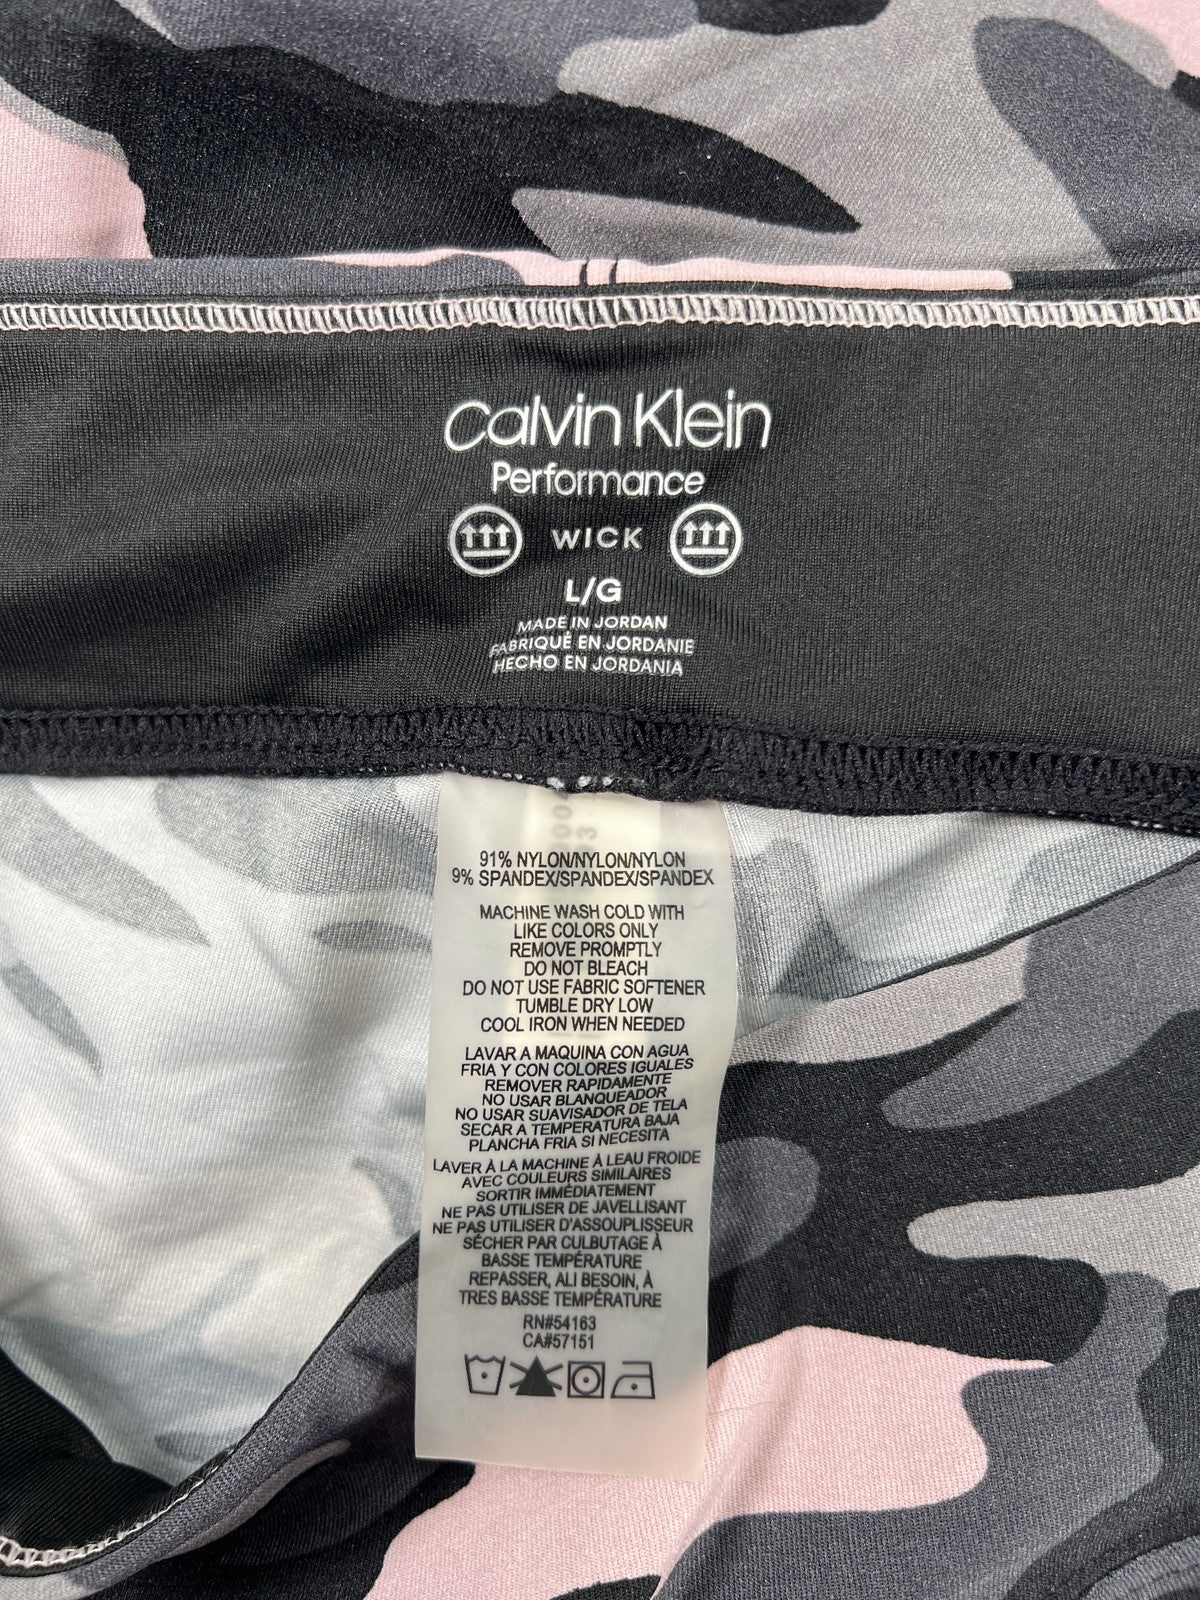 Calvin Klein
Performance
WICK
L/G
MADE IN JORDAN
FABRIQUÉ EN JORDANIE
HECHO EN JORDANIA
91% NYLON/NYLON/NYLON
9% SPANDEX/SPANDEX/SPANDEX
MACHINE WASH COLD WITH
LIKE COLORS ONLY
REMOVE PROMPTLY
DO NOT BLEACH
DO NOT USE FABRIC SOFTENER
TUMBLE DRY LOW
COOL IRON WHEN NEEDED
LAVAR A MAQUINA CON AGUA
FRIA Y CON COLORES IGUALES
REMOVER RAPIDAMENTE
NO USAR BLANQUEADOR
NO USAR SUAVISADOR DE TELA
SECAR A TEMPERATURA BAJA
PLANCHA FRIA SI NECESITA
LAVER À LA MACHINE À LEAU FROIDE
AVEC COULEURS SIMILAIRES
SORTIR IMMÉDIATEMENT
NE PAS UTILISER DE JAVELLISANT
NE PAS UTILISER D'ASSOUPLISSEUR
SÉCHER PAR CULBUTAGE À
BASSE TEMPÉRATURE
REPASSER, ALI BESOIN, À
TRES BASSE TEMPÉRATURE
RN#54163
CA#57151